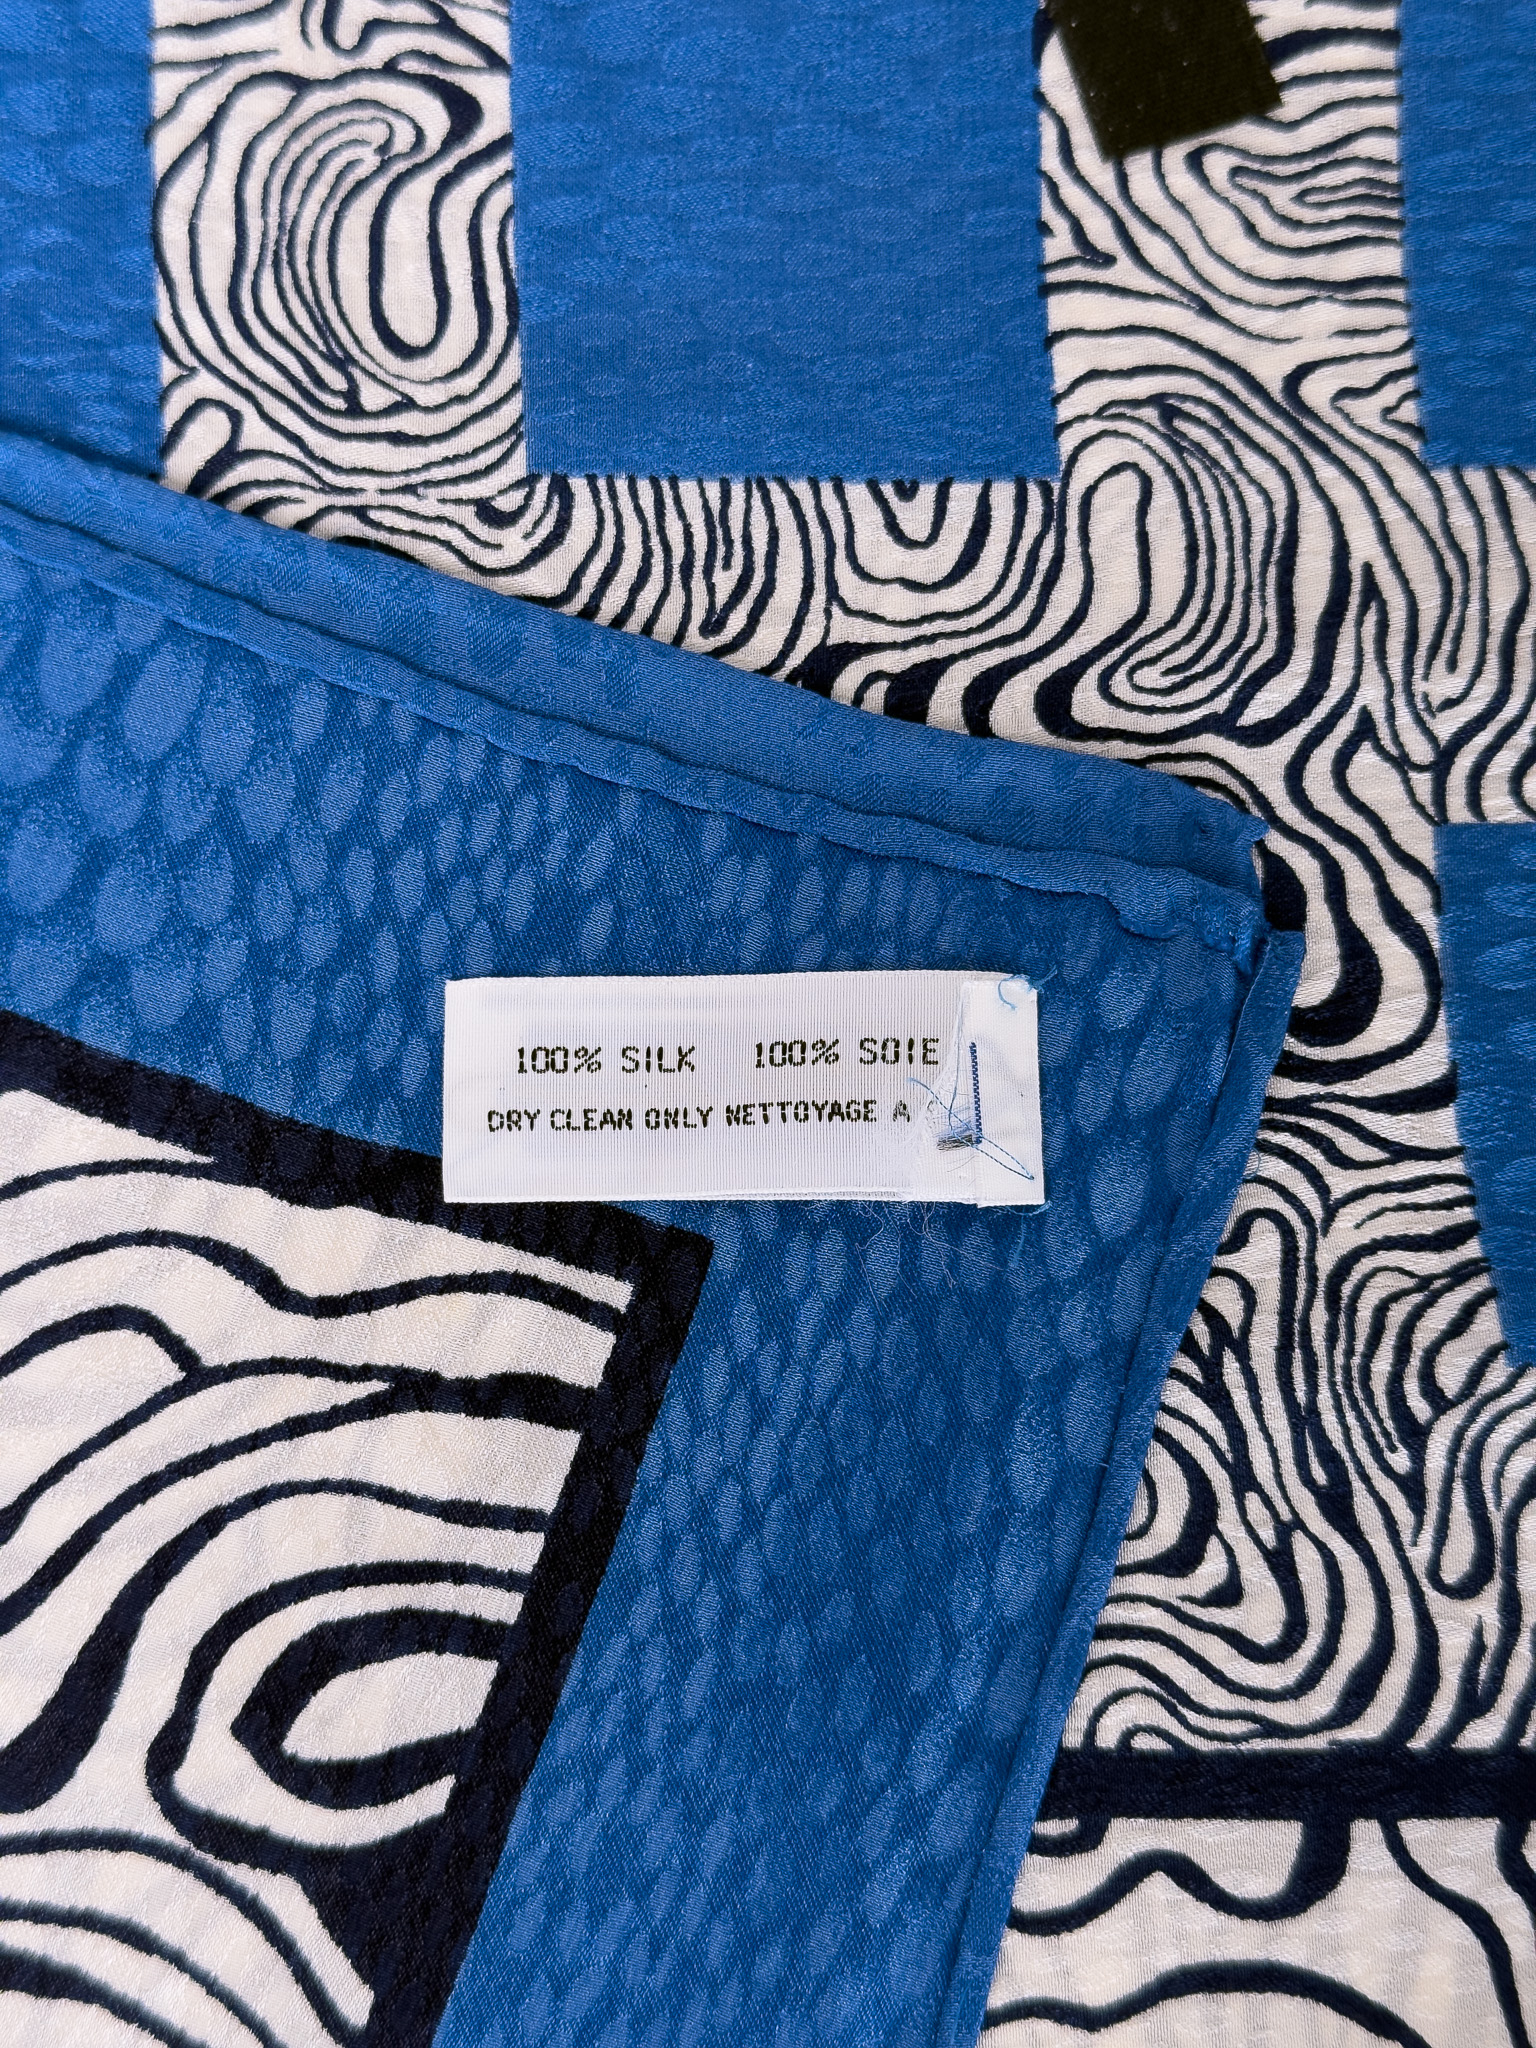 100% SILK 100% SOIE
DRY CLEAN ONLY NETTOYAGE A